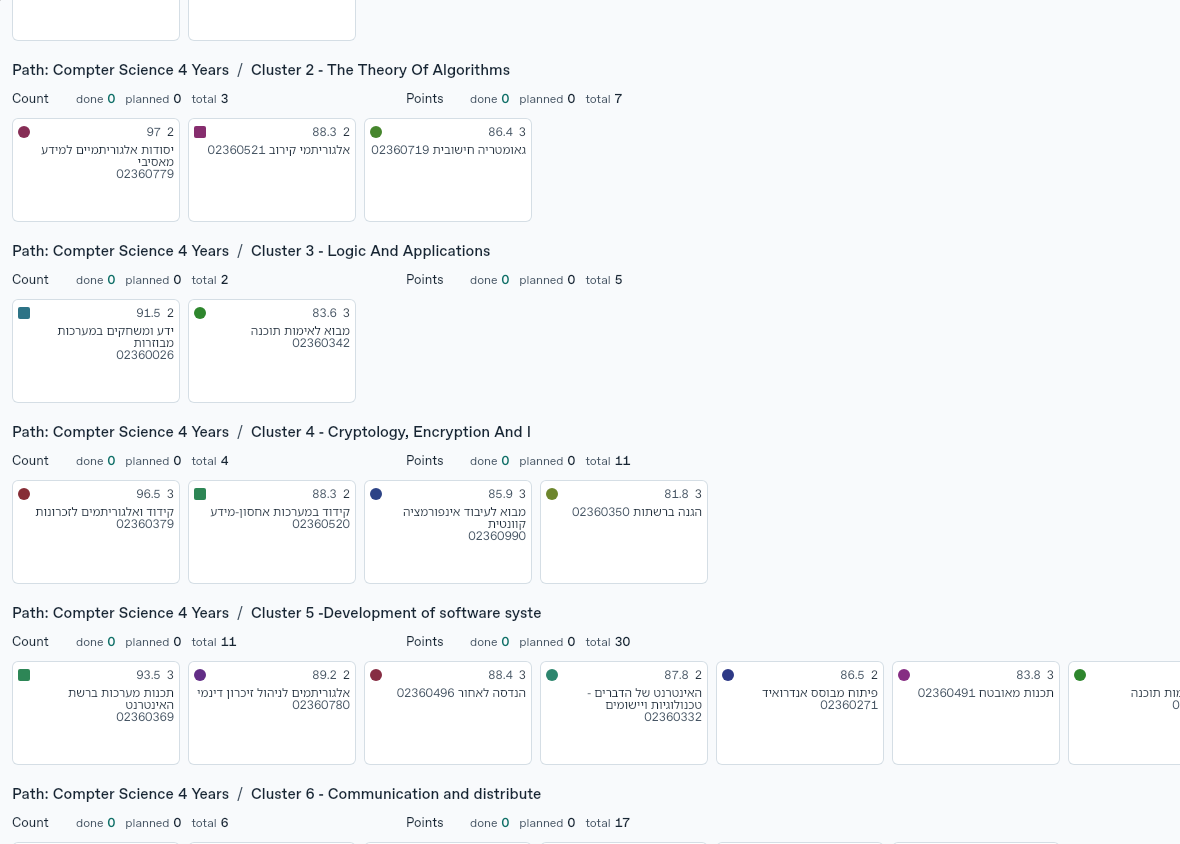 Path: Compter Science 4 Years / Cluster 2 - The Theory Of Algorithms
Count done 0 planned 0 total 3 Points done 0 planned 0 total 7
97 2
יסודות אלגוריתמיים למידע
מאסיבי
02360779
88.3 2
אלגוריתמי קירוב 02360521
86.4 3
גאומטריה חישובית 02360719
Path: Compter Science 4 Years / Cluster 3 - Logic And Applications
Count done 0 planned 0 total 2 Points done 0 planned 0 total 5
91.5 2
ידע ומשחקים במערכות
מבוזרות
02360026
83.6 3
מבוא לאימות תוכנה
02360342
Path: Compter Science 4 Years / Cluster 4 - Cryptology, Encryption And I
Count done 0 planned 0 total 4 Points done 0 planned 0 total 11
96.5 3
קידוד ואלגוריתמים לזכרונות
02360379
88.3 2
קידוד במערכות אחסון-מידע
02360520
85.9 3
מבוא לעיבוד אינפורמציה
קוונטית
02360990
81.8 3
הגנה ברשתות 02360350
Path: Compter Science 4 Years / Cluster 5 -Development of software syste
Count done 0 planned 0 total 11 Points done 0 planned 0 total 30
93.5 3
תכנות מערכות ברשת
האינטרנט
02360369
89.2 2
אלגוריתמים לניהול זיכרון דינמי
02360780
88.4 3
הנדסה לאחור 02360496
87.8 2
האינטרנט של הדברים -
טכנולוגיות ויישומים
02360332
86.5 2
פיתוח מבוסס אנדרואיד
02360271
83.8 3
תכנות מאובטח 02360491
תוכנה
Path: Compter Science 4 Years / Cluster 6 - Communication and distribute
Count done 0 planned 0 total 6 Points done 0 planned 0 total 17